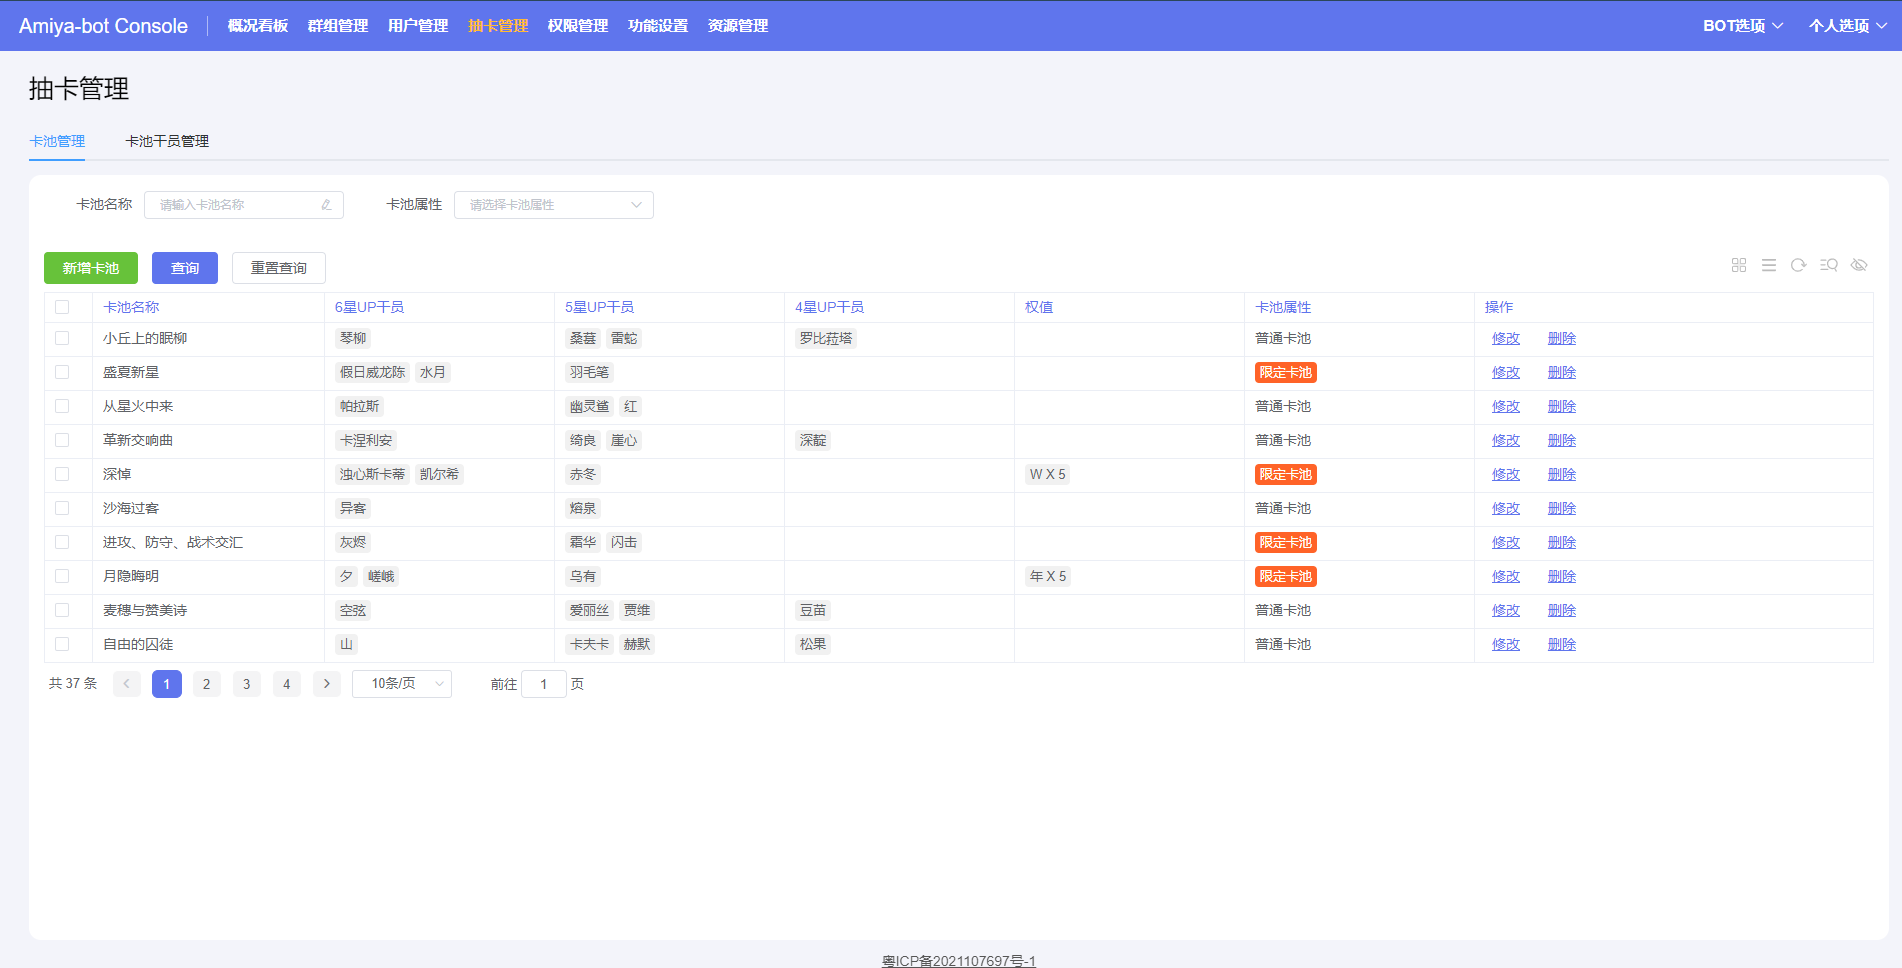 Amiya-bot Console 概况看板 群组管理 用户管理 抽卡管理 权限管理 功能设置 资源管理 BOT选项 个人选项
抽卡管理
卡池管理 卡池干员管理
卡池名称 请输入卡池名称 卡池属性 请选择卡池属性
新增卡池 查询 重置查询
卡池名称 6星UP干员 5星UP干员 4星UP干员 权值 卡池属性 操作
小丘上的眠柳 琴柳 桑葚 雷蛇 罗比菈塔 普通卡池 修改 删除
盛夏新星 假日威龙陈 水月 羽毛笔 限定卡池 修改 删除
从星火中来 帕拉斯 幽灵鲨 红 普通卡池 修改 删除
革新交响曲 卡涅利安 绮良 崖心 深靛 普通卡池 修改 删除
深悼 浊心斯卡蒂 凯尔希 赤冬 W X 5 限定卡池 修改 删除
沙海过客 异客 熔泉 普通卡池 修改 删除
进攻、防守、战术交汇 灰烬 霜华 闪击 限定卡池 修改 删除
月隐晦明 夕 嵯峨 乌有 年 X 5 限定卡池 修改 删除
麦穗与赞美诗 空弦 爱丽丝 贾维 豆苗 普通卡池 修改 删除
自由的囚徒 山 卡夫卡 赫默 松果 普通卡池 修改 删除
共 37 条 1 2 3 4 10条/页 前往 1 页
粤ICP备2021107697号-1